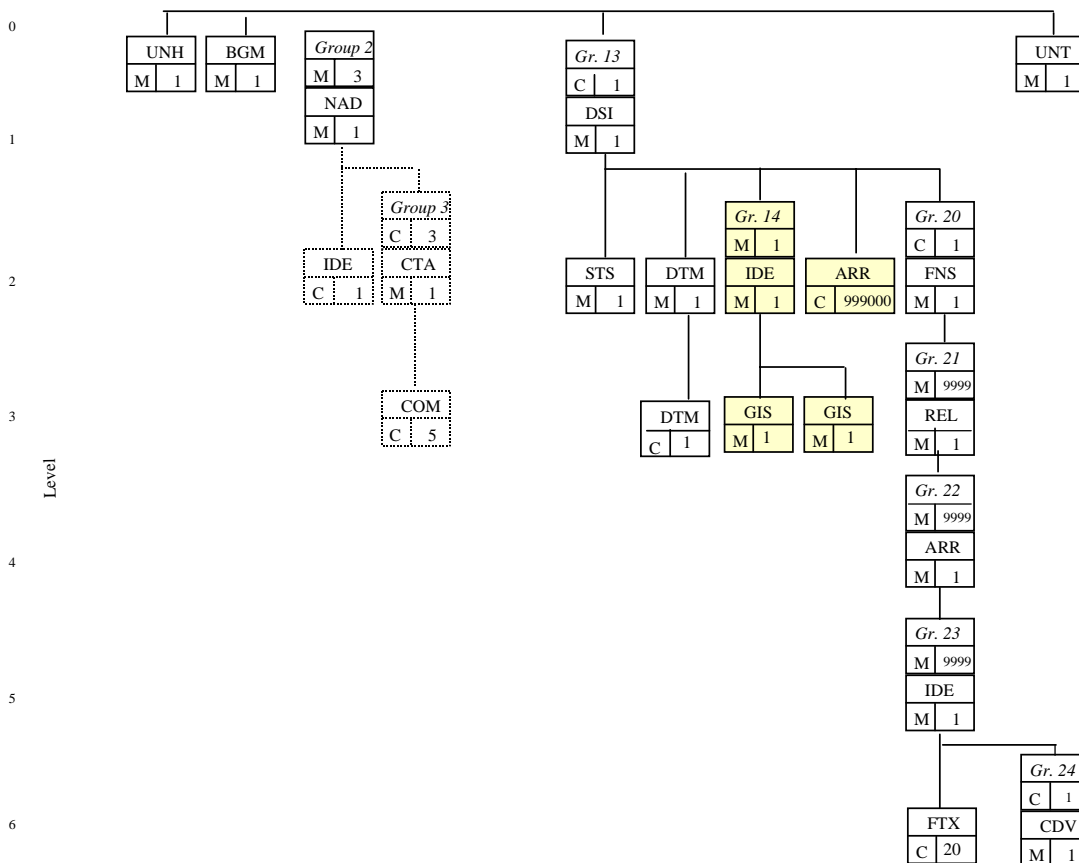 0
UNH BGM Group 2 Gr. 13 UNT
M 1 M 1 M 3 C 1 M 1
NAD DSI
1
M 1 M 1
Group 3 Gr. 14 Gr. 20
C 3 M 1 C 1
2
IDE CTA STS DTM IDE ARR FNS
C 1 M 1 M 1 M 1 M 1 C 999000 M 1
Gr. 21
M 9999
3
COM DTM GIS GIS REL
C 5 C 1 M 1 M 1 M 1
Level
Gr. 22
M 9999
4
ARR
M 1
Gr. 23
M 9999
5
IDE
M 1
Gr. 24
C 1
6
FTX CDV
C 20 M 1